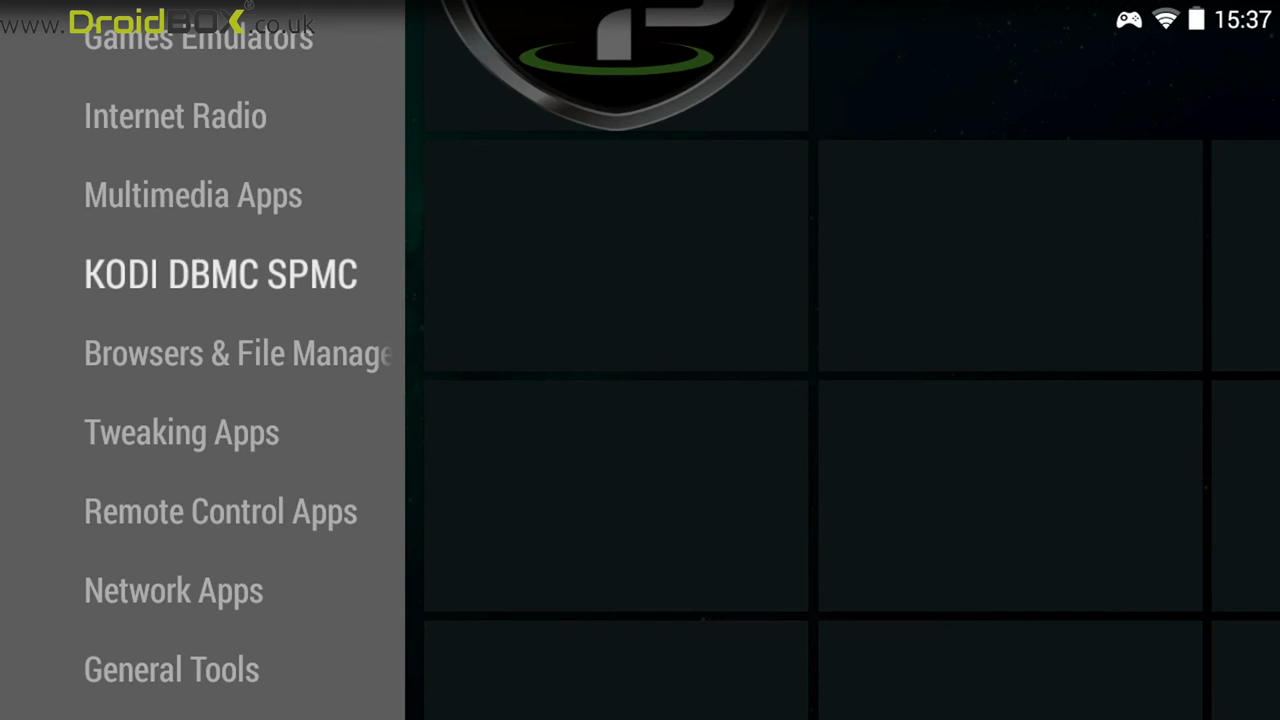 www.DroidBOX®.co.uk
15:37
Games Emulators
Internet Radio
Multimedia Apps
KODI DBMC SPMC
Browsers & File Manage
Tweaking Apps
Remote Control Apps
Network Apps
General Tools